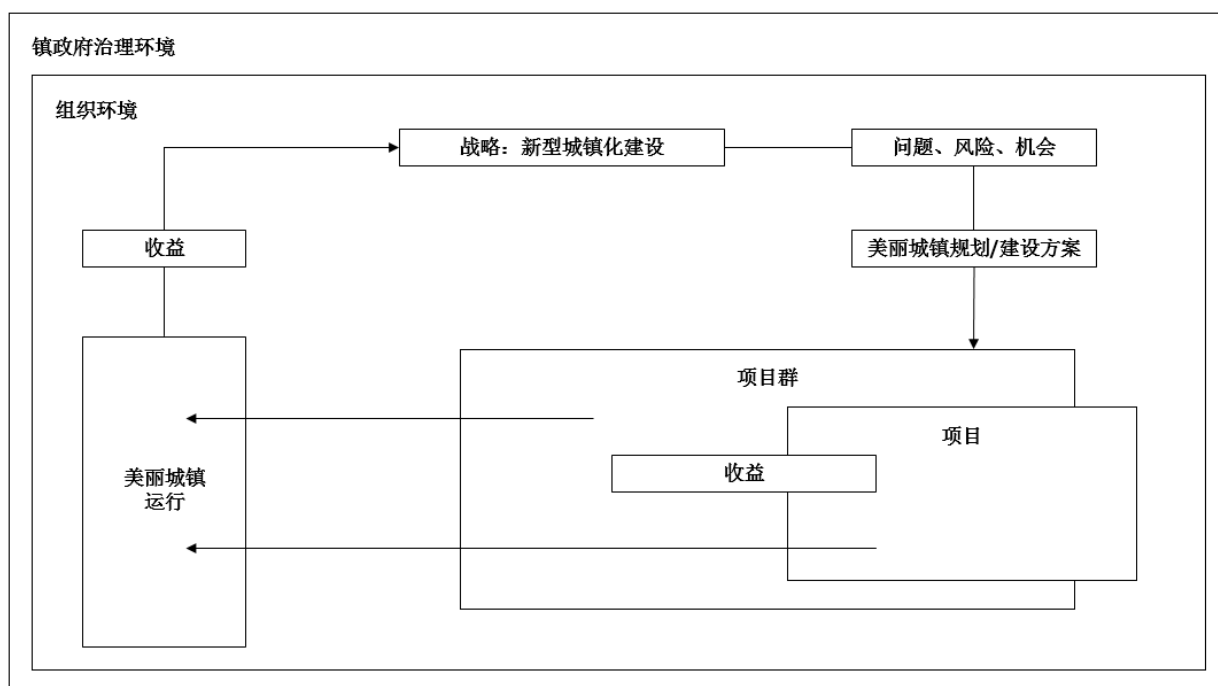 镇政府治理环境
组织环境
战略：新型城镇化建设
问题、风险、机会
收益
美丽城镇规划/建设方案
项目群
项目
收益
美丽城镇
运行